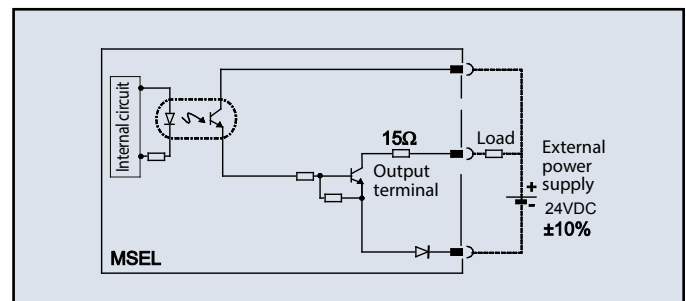 Internal circuit
15Ω
Load
Output
terminal
External
power
supply
+
-
24VDC
±10%
MSEL